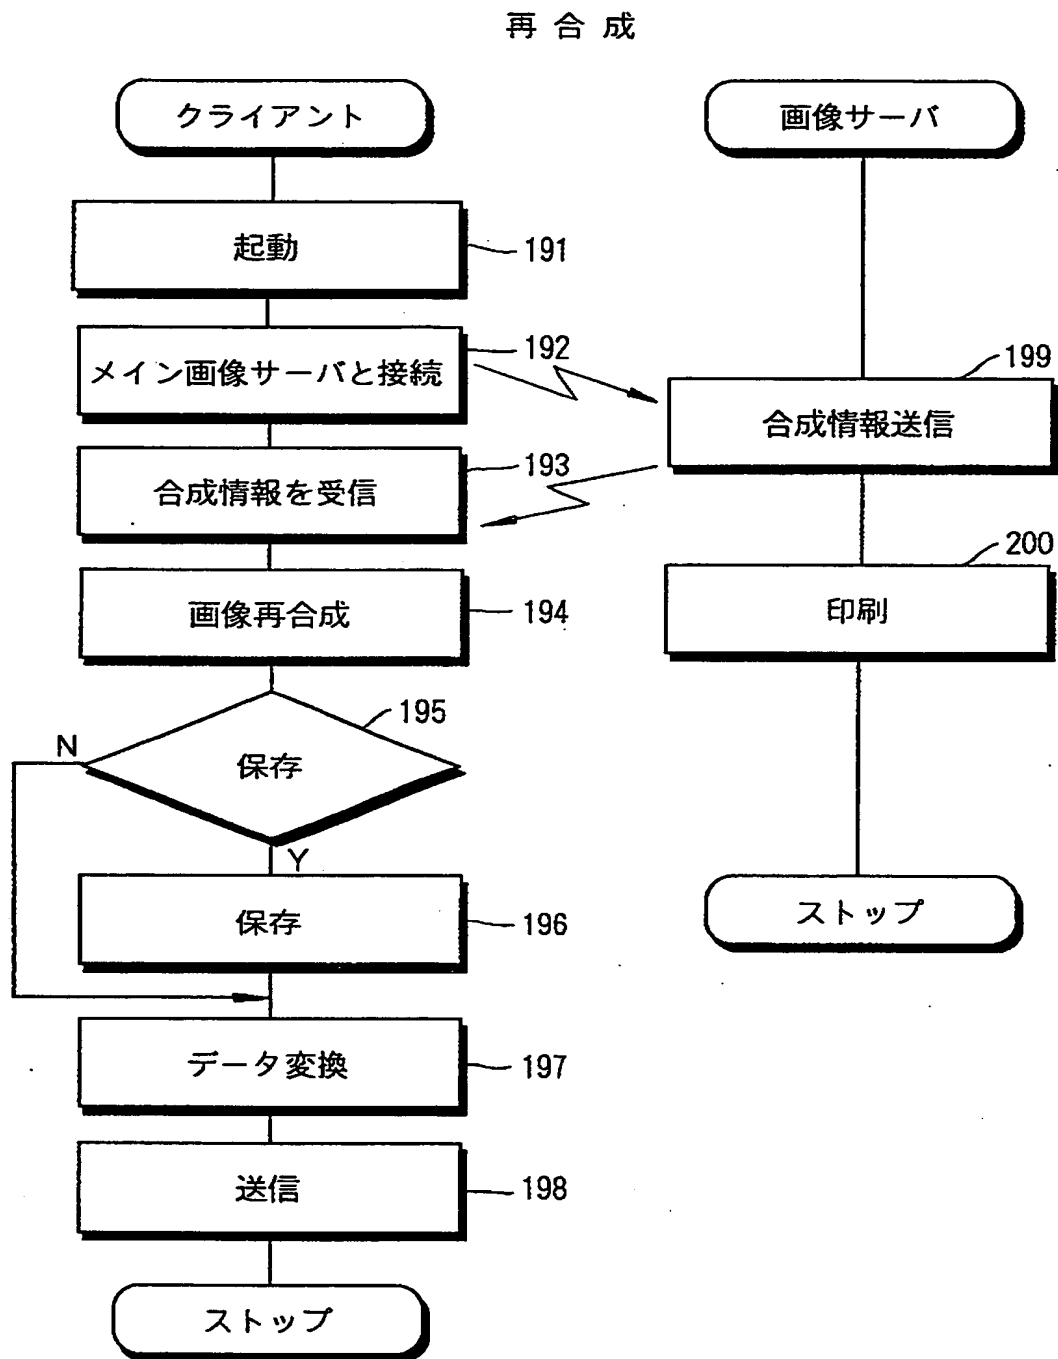 再合成
クライアント
起動
191
メイン画像サーバと接続
192
合成情報を受信
193
画像再合成
194
保存
195
N
Y
保存
196
データ変換
197
送信
198
ストップ
画像サーバ
合成情報送信
199
印刷
200
ストップ